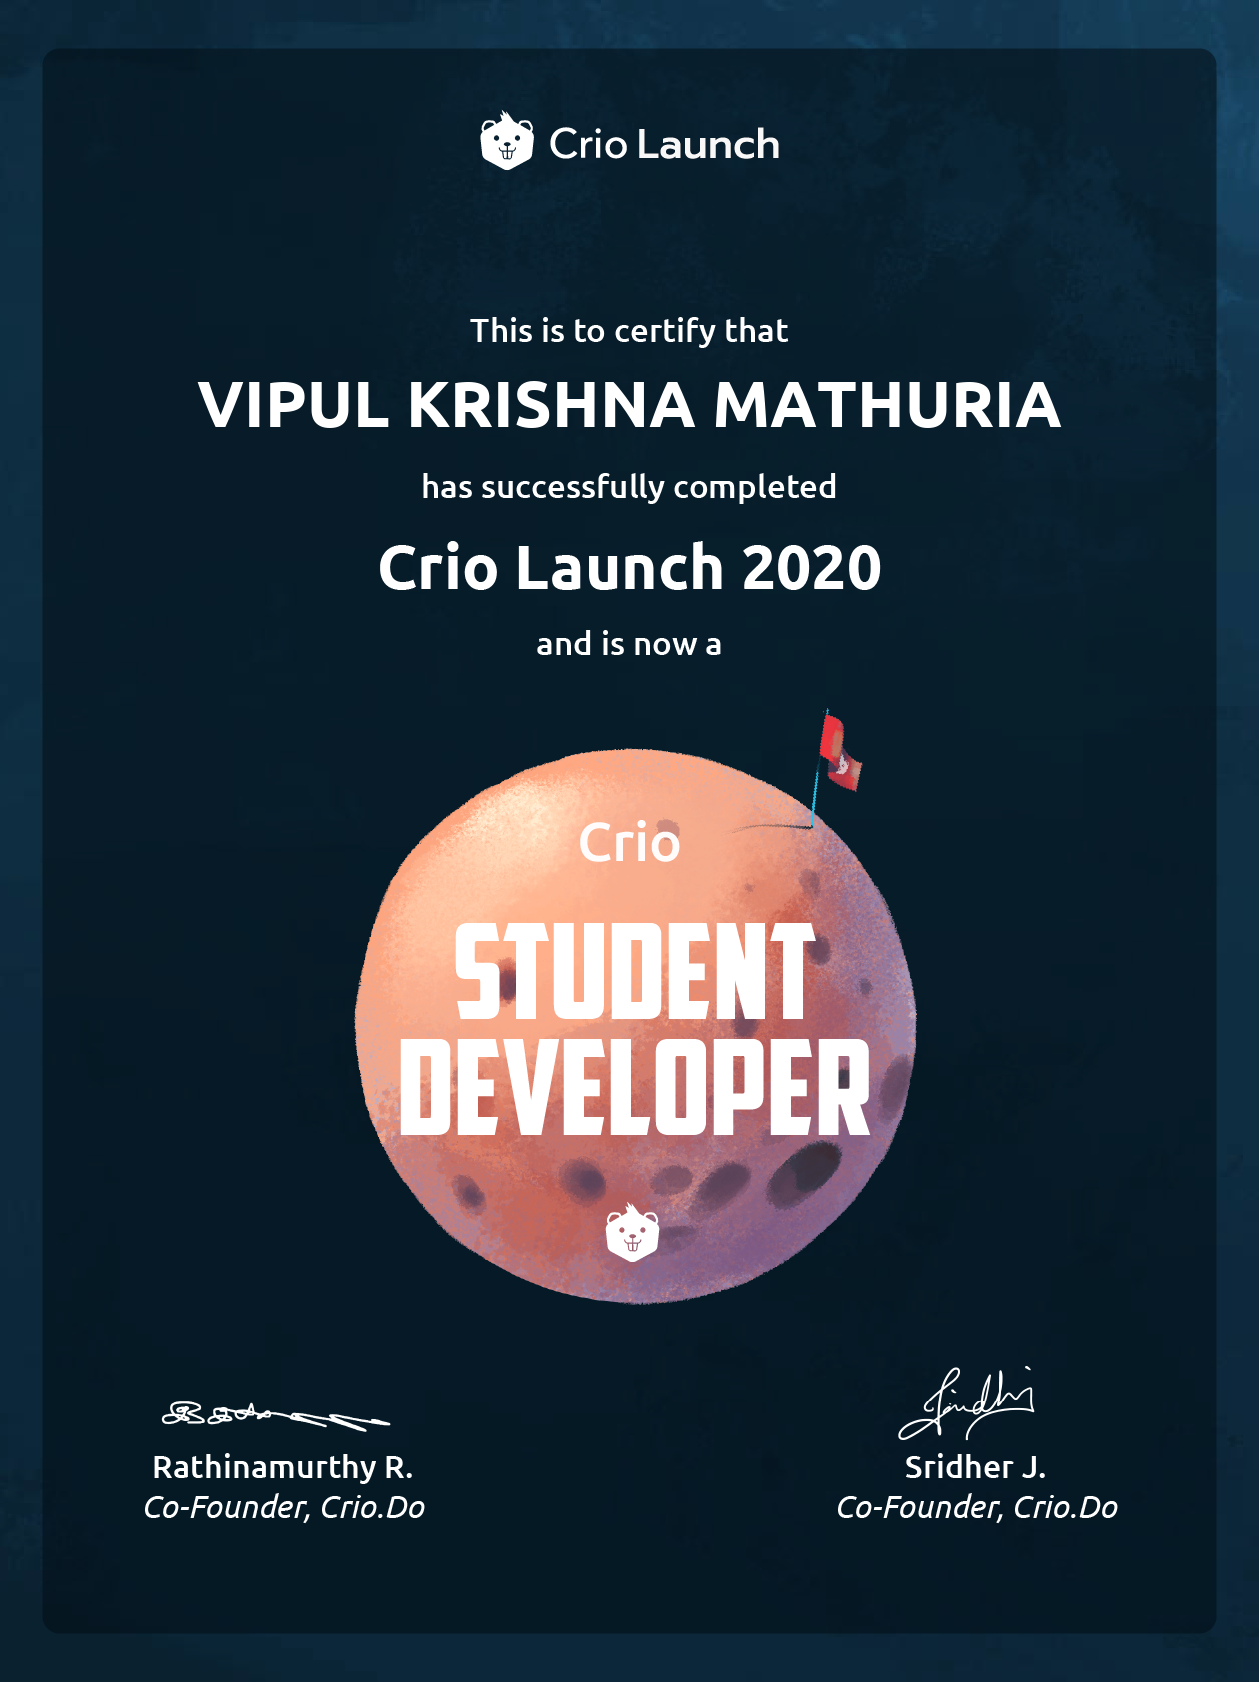 Crio Launch
This is to certify that
VIPUL KRISHNA MATHURIA
has successfully completed
Crio Launch 2020
and is now a
Crio
STUDENT
DEVELOPER
Rathinamurthy R.
Co-Founder, Crio.Do
Sridher J.
Co-Founder, Crio.Do